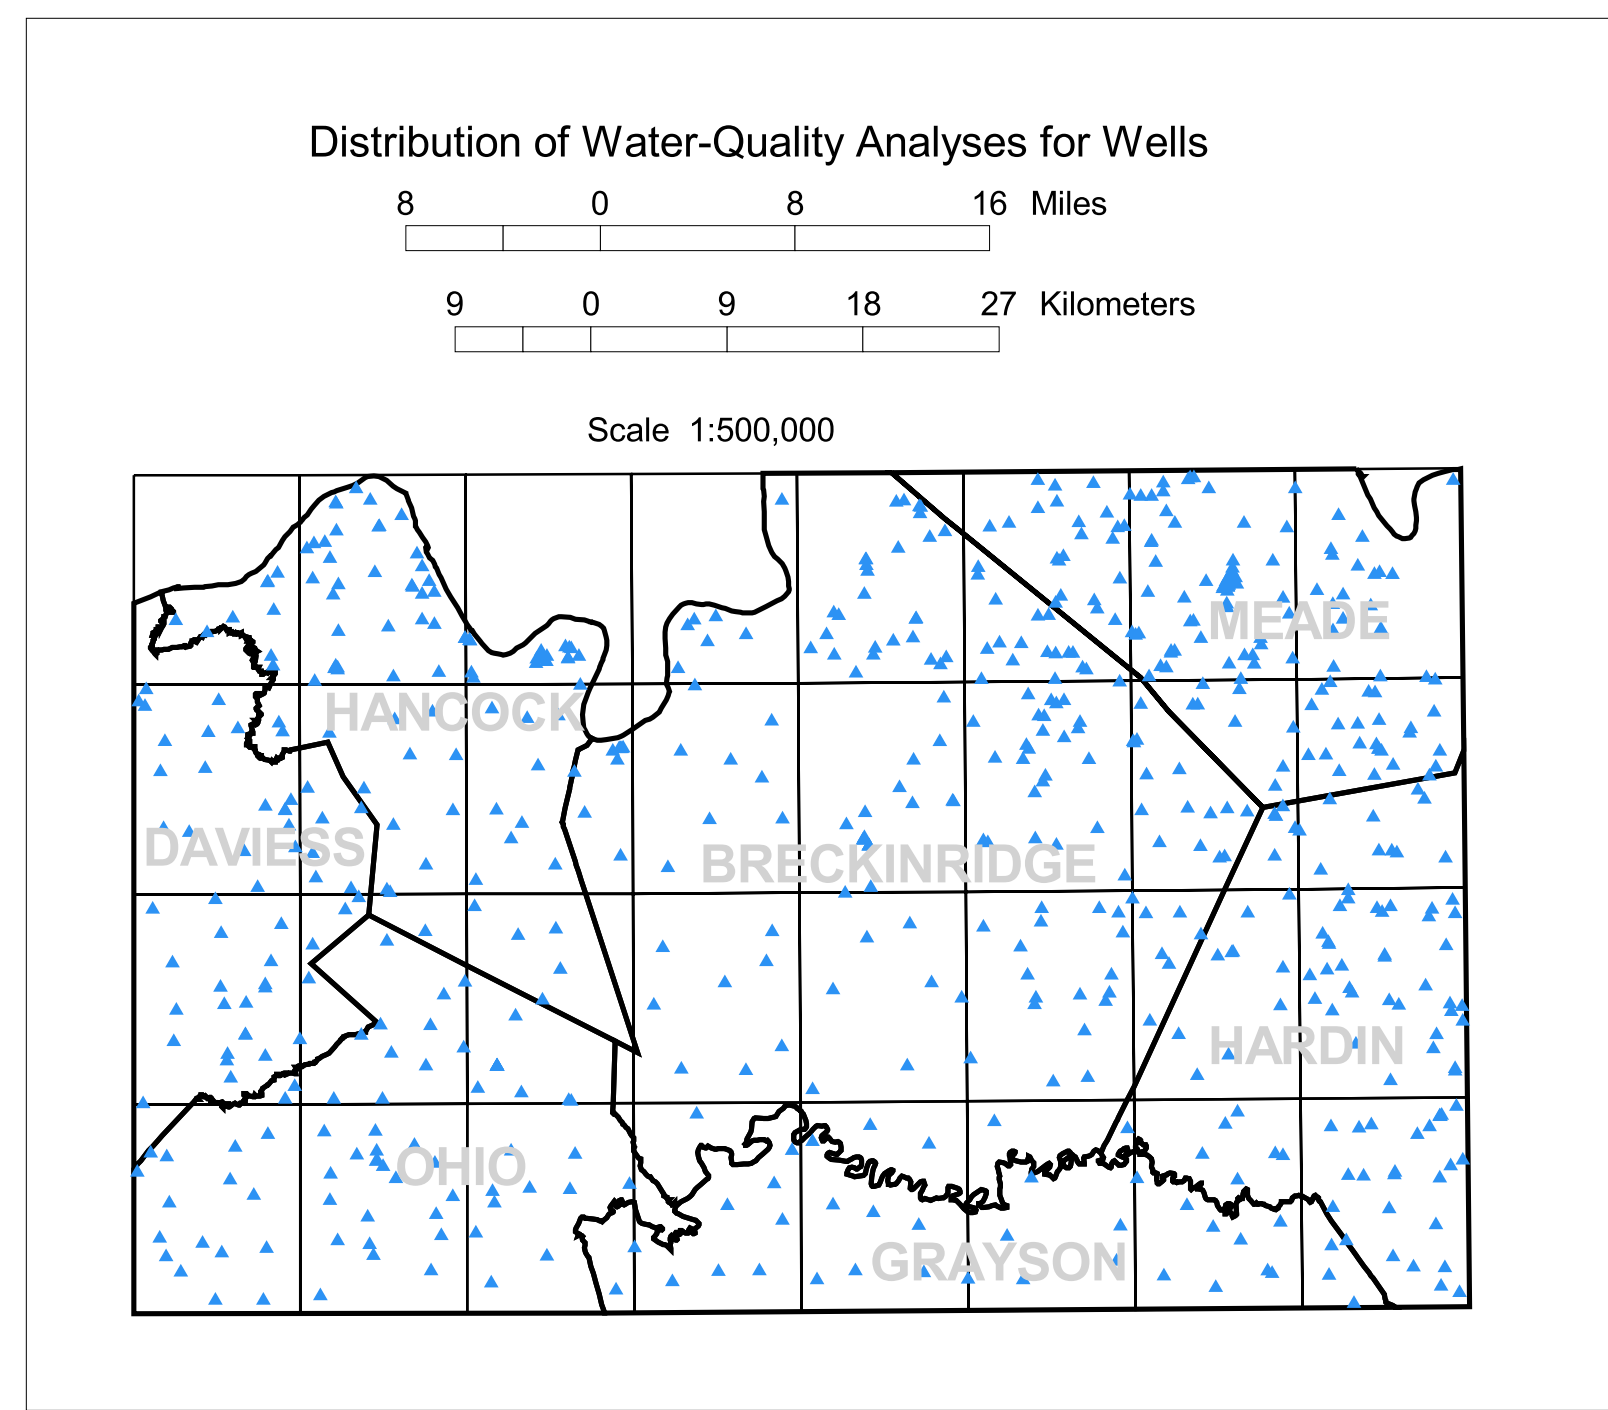 Distribution of Water-Quality Analyses for Wells
8 0 8 16 Miles
9 0 9 18 27 Kilometers
Scale 1:500,000
MEADE
HANCOCK
DAVIESS
BRECKINRIDGE
HARDIN
OHIO
GRAYSON